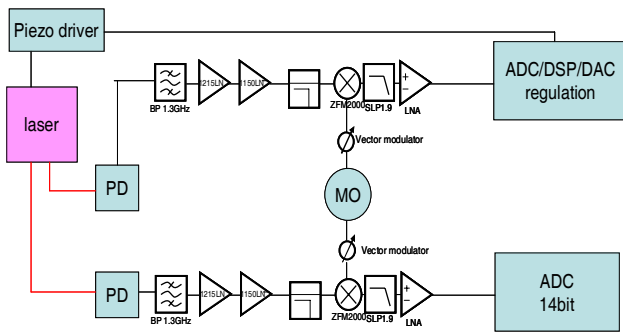 Piezo driver
ADC/DSP/DAC
regulation
laser
BP 1.3GHz
1215LN
1150LN
ZFM2000
SLP1.9
LNA
Vector modulator
PD
MO
Vector modulator
PD
BP 1.3GHz
1215LN
1150LN
ZFM2000
SLP1.9
LNA
ADC
14bit